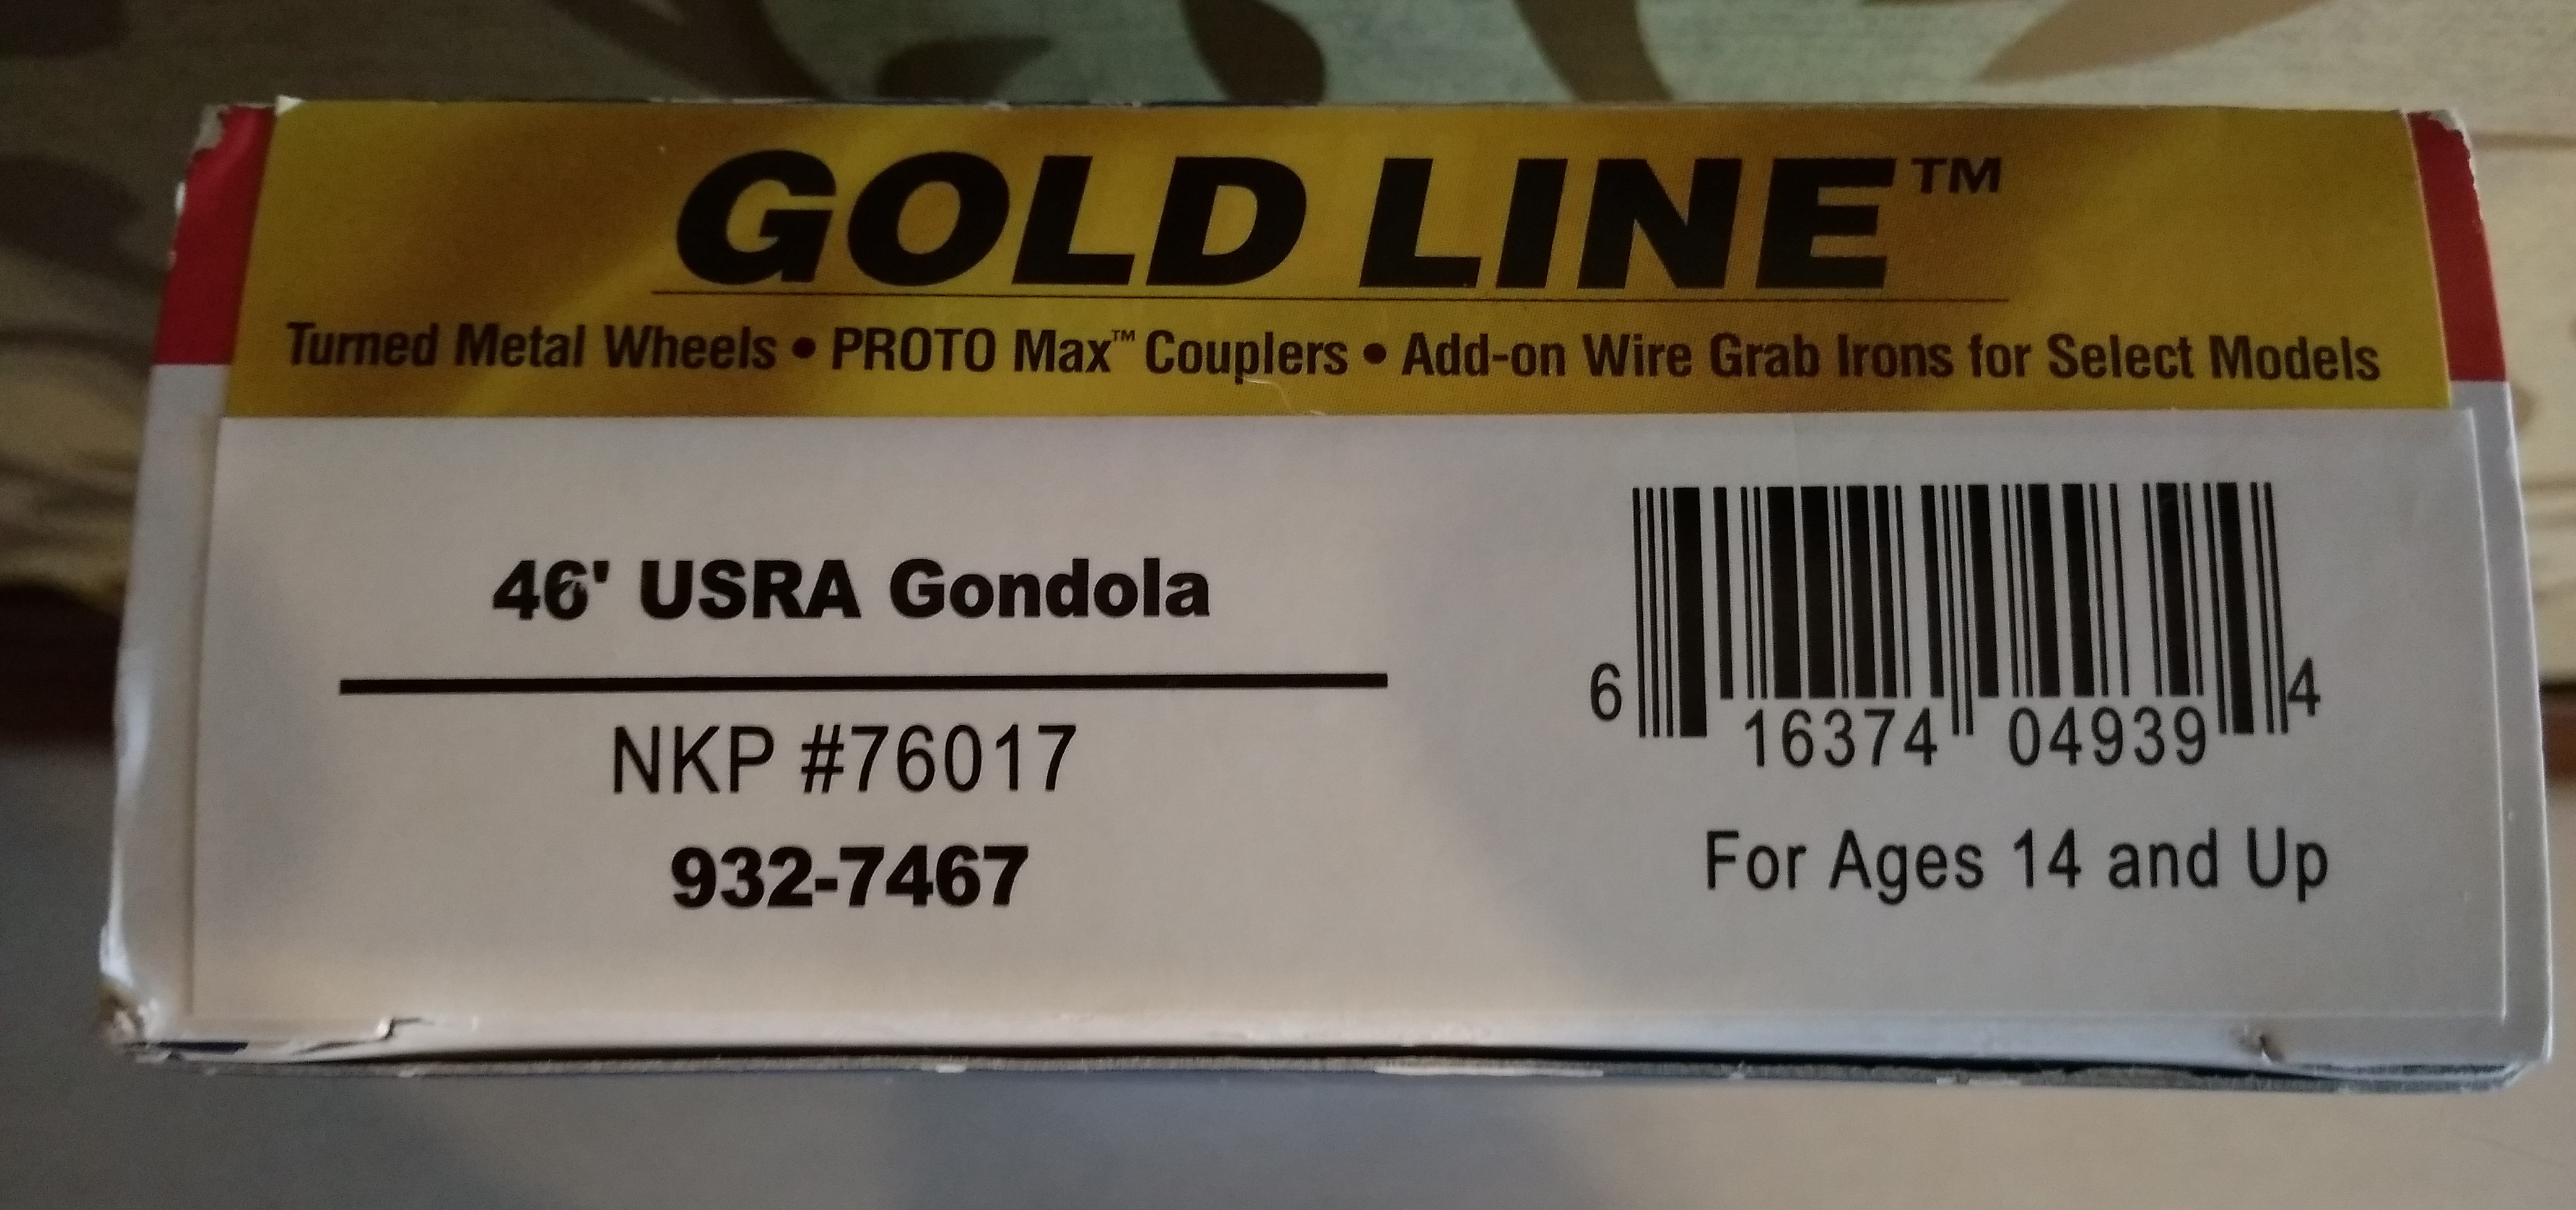 GOLD LINE™
Turned Metal Wheels • PROTO Max™ Couplers • Add-on Wire Grab Irons for Select Models
46' USRA Gondola
NKP #76017
932-7467
6 16374 04939 4
For Ages 14 and Up